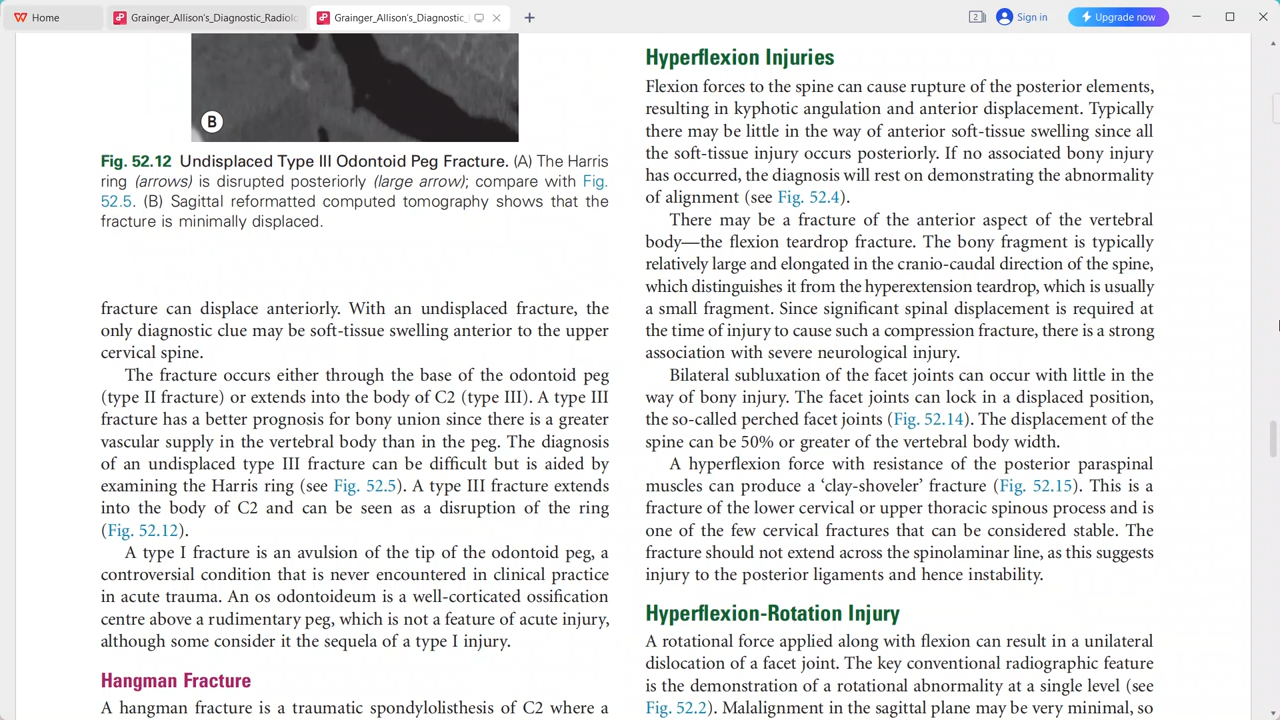 Home
Grainger_Allison's_Diagnostic_Radiolo
Grainger_Allison's_Diagnostic_
2
Sign in
Upgrade now
B
Fig. 52.12 Undisplaced Type III Odontoid Peg Fracture. (A) The Harris
ring (arrows) is disrupted posteriorly (large arrow); compare with Fig.
52.5. (B) Sagittal reformatted computed tomography shows that the
fracture is minimally displaced.
fracture can displace anteriorly. With an undisplaced fracture, the
only diagnostic clue may be soft-tissue swelling anterior to the upper
cervical spine.
The fracture occurs either through the base of the odontoid peg
(type II fracture) or extends into the body of C2 (type III). A type III
fracture has a better prognosis for bony union since there is a greater
vascular supply in the vertebral body than in the peg. The diagnosis
of an undisplaced type III fracture can be difficult but is aided by
examining the Harris ring (see Fig. 52.5). A type III fracture extends
into the body of C2 and can be seen as a disruption of the ring
(Fig. 52.12).
A type I fracture is an avulsion of the tip of the odontoid peg, a
controversial condition that is never encountered in clinical practice
in acute trauma. An os odontoideum is a well-corticated ossification
centre above a rudimentary peg, which is not a feature of acute injury,
although some consider it the sequela of a type I injury.
Hangman Fracture
A hangman fracture is a traumatic spondylolisthesis of C2 where a
Hyperflexion Injuries
Flexion forces to the spine can cause rupture of the posterior elements,
resulting in kyphotic angulation and anterior displacement. Typically
there may be little in the way of anterior soft-tissue swelling since all
the soft-tissue injury occurs posteriorly. If no associated bony injury
has occurred, the diagnosis will rest on demonstrating the abnormality
of alignment (see Fig. 52.4).
There may be a fracture of the anterior aspect of the vertebral
body—the flexion teardrop fracture. The bony fragment is typically
relatively large and elongated in the cranio-caudal direction of the spine,
which distinguishes it from the hyperextension teardrop, which is usually
a small fragment. Since significant spinal displacement is required at
the time of injury to cause such a compression fracture, there is a strong
association with severe neurological injury.
Bilateral subluxation of the facet joints can occur with little in the
way of bony injury. The facet joints can lock in a displaced position,
the so-called perched facet joints (Fig. 52.14). The displacement of the
spine can be 50% or greater of the vertebral body width.
A hyperflexion force with resistance of the posterior paraspinal
muscles can produce a ‘clay-shoveler’ fracture (Fig. 52.15). This is a
fracture of the lower cervical or upper thoracic spinous process and is
one of the few cervical fractures that can be considered stable. The
fracture should not extend across the spinolaminar line, as this suggests
injury to the posterior ligaments and hence instability.
Hyperflexion-Rotation Injury
A rotational force applied along with flexion can result in a unilateral
dislocation of a facet joint. The key conventional radiographic feature
is the demonstration of a rotational abnormality at a single level (see
Fig. 52.2). Malalignment in the sagittal plane may be very minimal, so